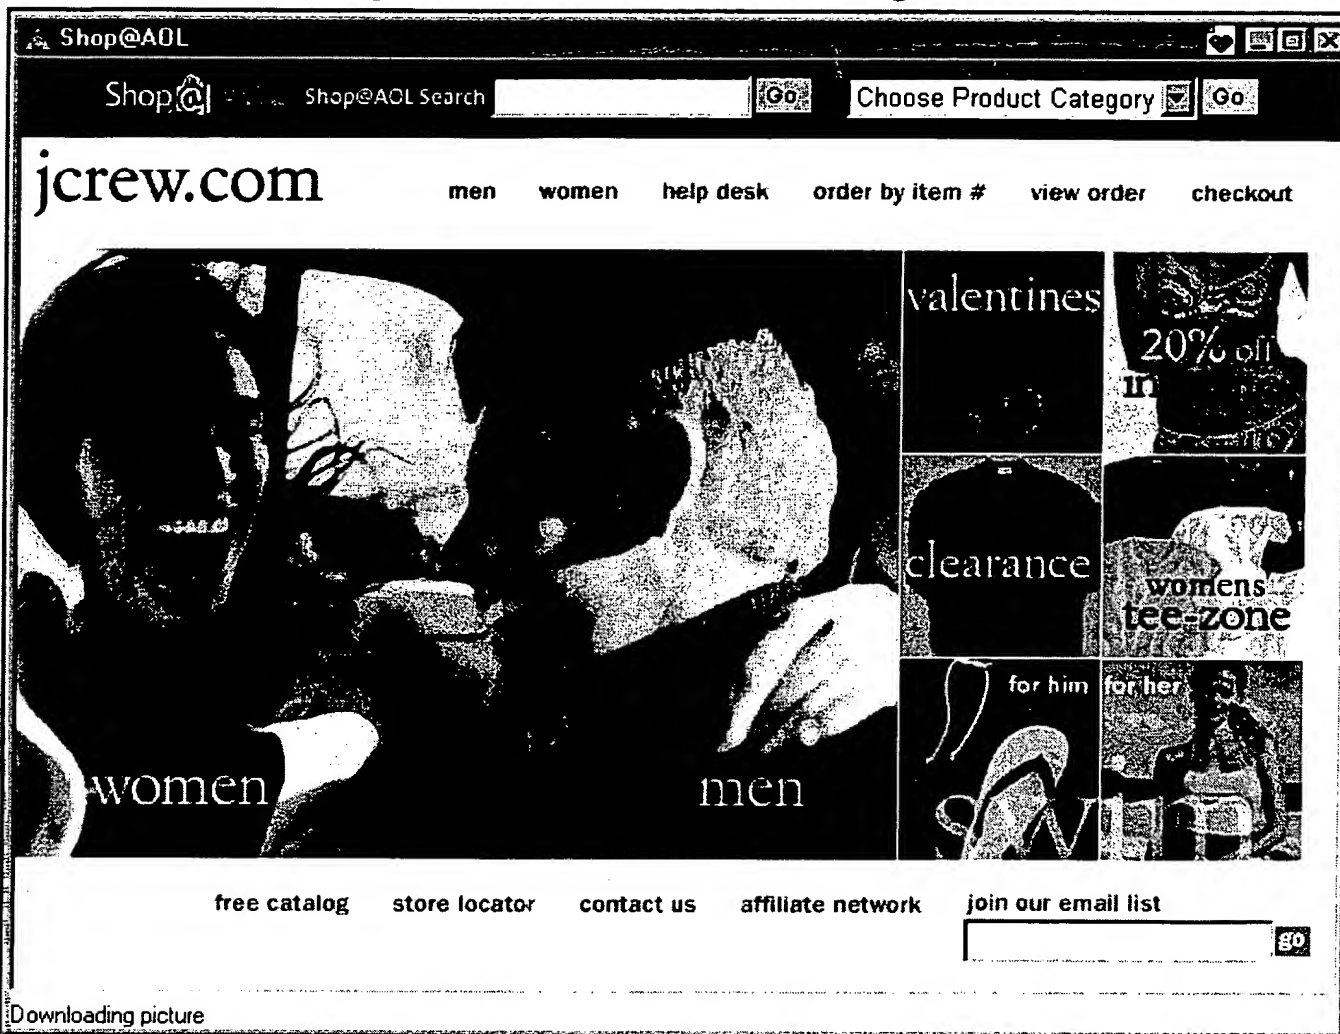 Shop@AOL
Shop@ Shop@AOL Search Go Choose Product Category Go
jcrew.com
men women help desk order by item # view order checkout
valentines
20% off
clearance
womens
tee-zone
for him for her
swim
women
men
free catalog store locator contact us affiliate network join our email list
go
Downloading picture